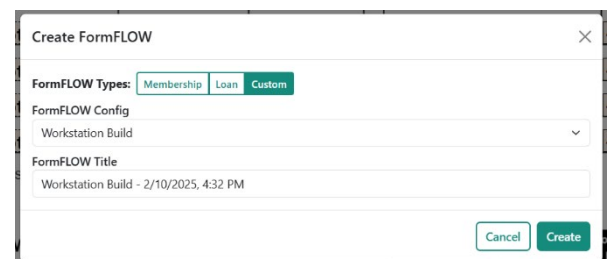 Create FormFLOW
FormFLOW Types: Membership Loan Custom
FormFLOW Config
Workstation Build
FormFLOW Title
Workstation Build - 2/10/2025, 4:32 PM
Cancel Create